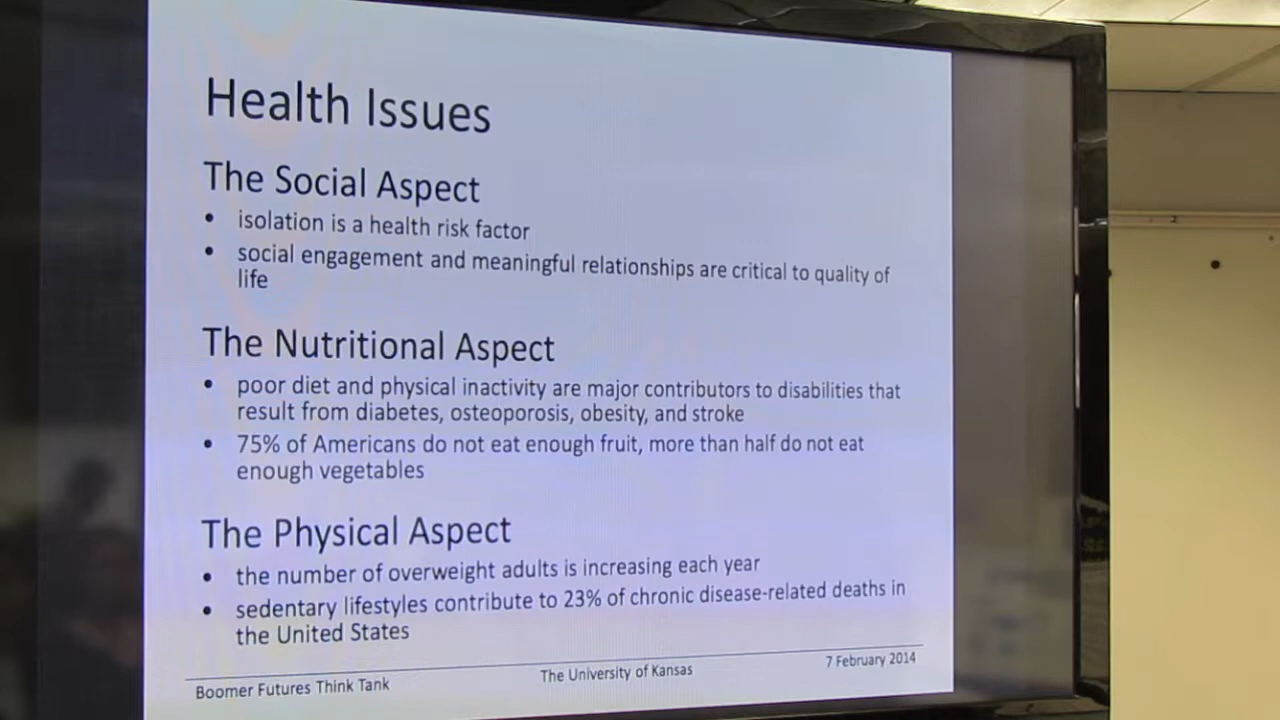 Health Issues
The Social Aspect
• isolation is a health risk factor
• social engagement and meaningful relationships are critical to quality of
life
The Nutritional Aspect
• poor diet and physical inactivity are major contributors to disabilities that
result from diabetes, osteoporosis, obesity, and stroke
• 75% of Americans do not eat enough fruit, more than half do not eat
enough vegetables
The Physical Aspect
• the number of overweight adults is increasing each year
• sedentary lifestyles contribute to 23% of chronic disease-related deaths in
the United States
Boomer Futures Think Tank The University of Kansas 7 February 2014